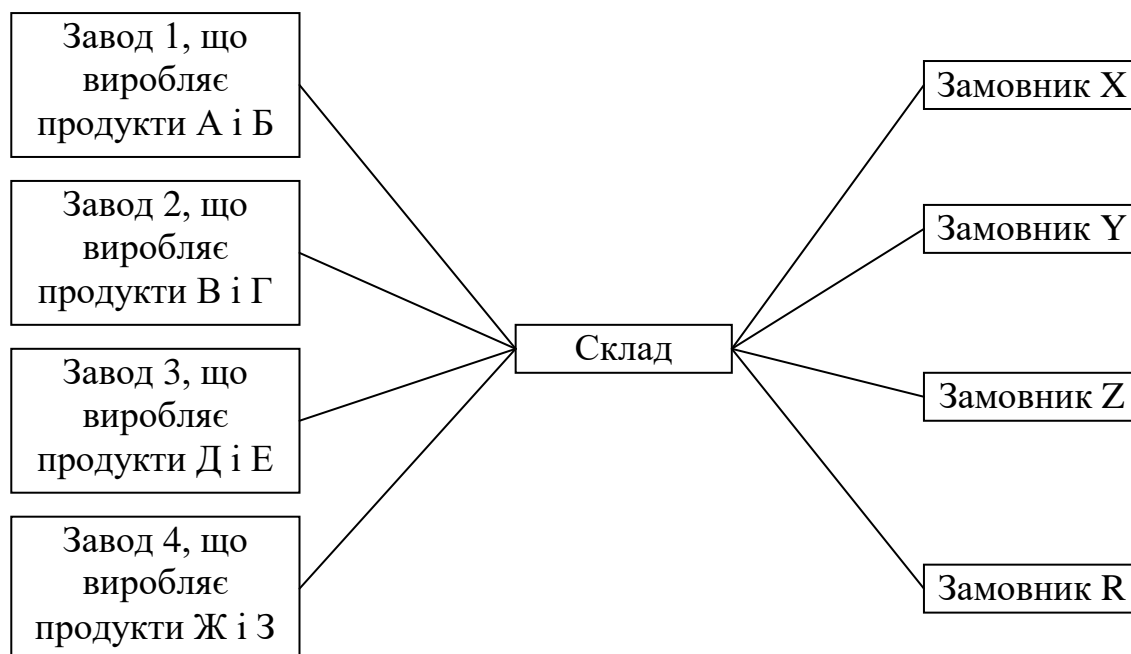 Завод 1, що
виробляє
продукти А і Б
Завод 2, що
виробляє
продукти В і Г
Завод 3, що
виробляє
продукти Д і Е
Завод 4, що
виробляє
продукти Ж і З
Склад
Замовник X
Замовник Y
Замовник Z
Замовник R